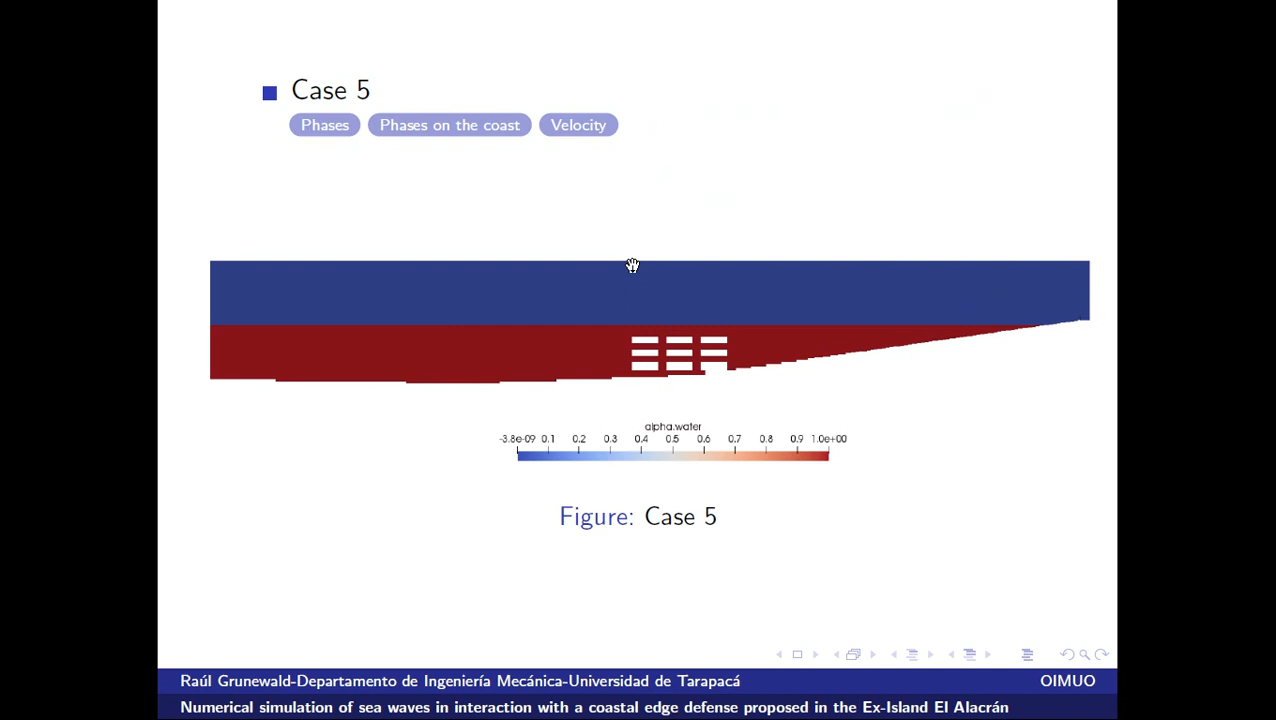 Case 5
Phases Phases on the coast Velocity
alpha.water
-3.8e-09 0.1 0.2 0.3 0.4 0.5 0.6 0.7 0.8 0.9 1.0e+00
Figure: Case 5
Raúl Grunewald-Departamento de Ingeniería Mecánica-Universidad de Tarapacá OIMUO
Numerical simulation of sea waves in interaction with a coastal edge defense proposed in the Ex-Island El Alacrán